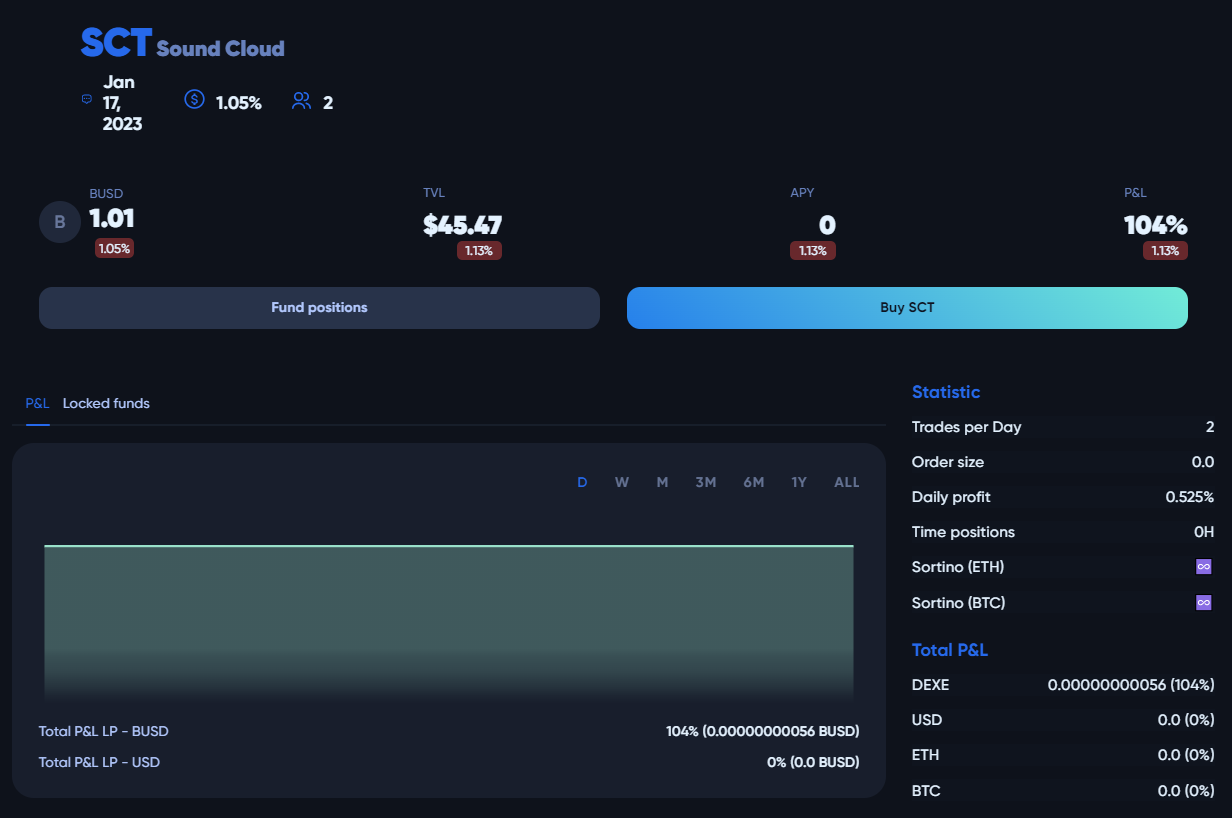 SCT Sound Cloud
Jan
17,
2023
1.05%
2
BUSD
B
1.01
1.05%
TVL
$45.47
1.13%
APY
0
1.13%
P&L
104%
1.13%
Fund positions
Buy SCT
P&L Locked funds
D W M 3M 6M 1Y ALL
Total P&L LP - BUSD 104% (0.00000000056 BUSD)
Total P&L LP - USD 0% (0.0 BUSD)
Statistic
Trades per Day 2
Order size 0.0
Daily profit 0.525%
Time positions 0H
Sortino (ETH) ♾
Sortino (BTC) ♾
Total P&L
DEXE 0.00000000056 (104%)
USD 0.0 (0%)
ETH 0.0 (0%)
BTC 0.0 (0%)